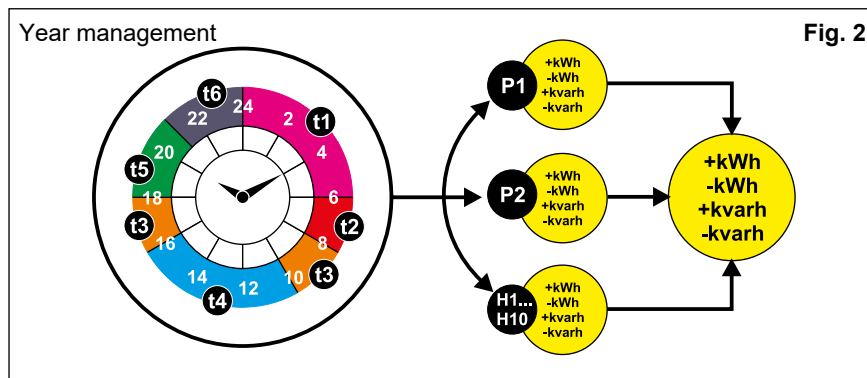 Year management
Fig. 2
t6
24
22
2
t1
20
4
t5
18
6
t3
t2
16
8
14
12
10
t3
t4
P1
+kWh
-kWh
+kvarh
-kvarh
P2
+kWh
-kWh
+kvarh
-kvarh
H1...
H10
+kWh
-kWh
+kvarh
-kvarh
+kWh
-kWh
+kvarh
-kvarh